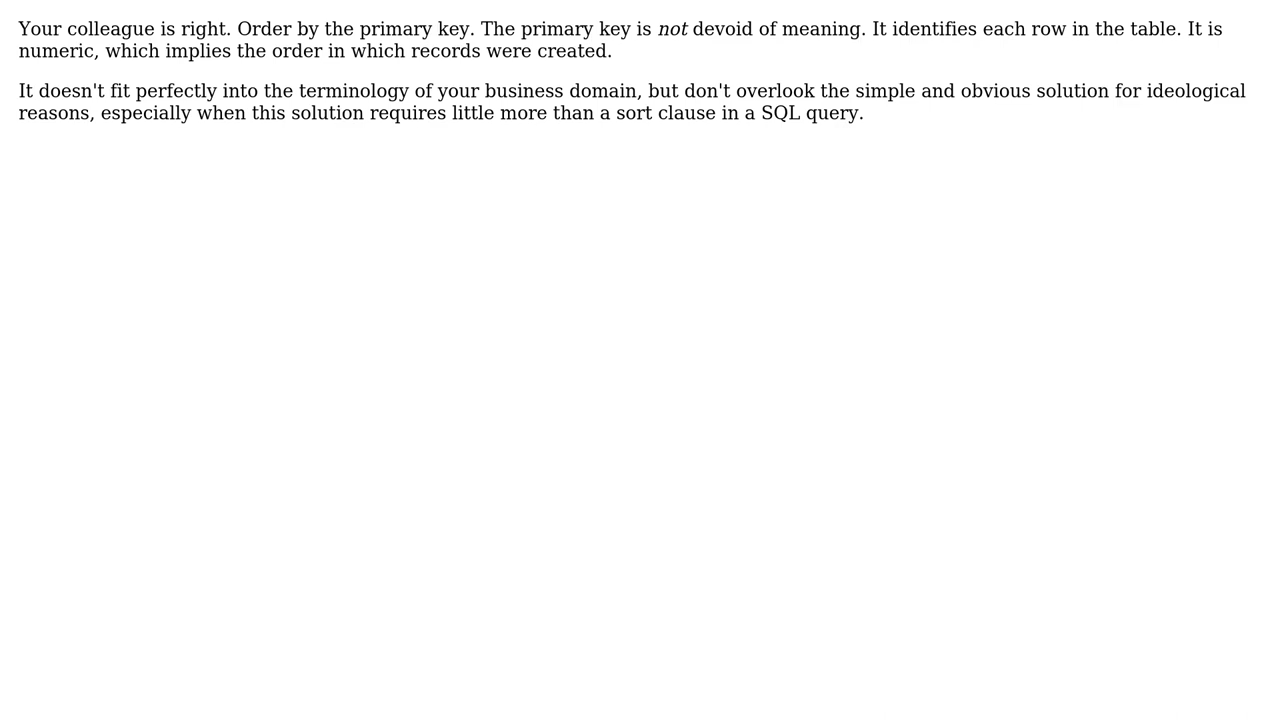 Your colleague is right. Order by the primary key. The primary key is not devoid of meaning. It identifies each row in the table. It is
numeric, which implies the order in which records were created.
It doesn't fit perfectly into the terminology of your business domain, but don't overlook the simple and obvious solution for ideological
reasons, especially when this solution requires little more than a sort clause in a SQL query.